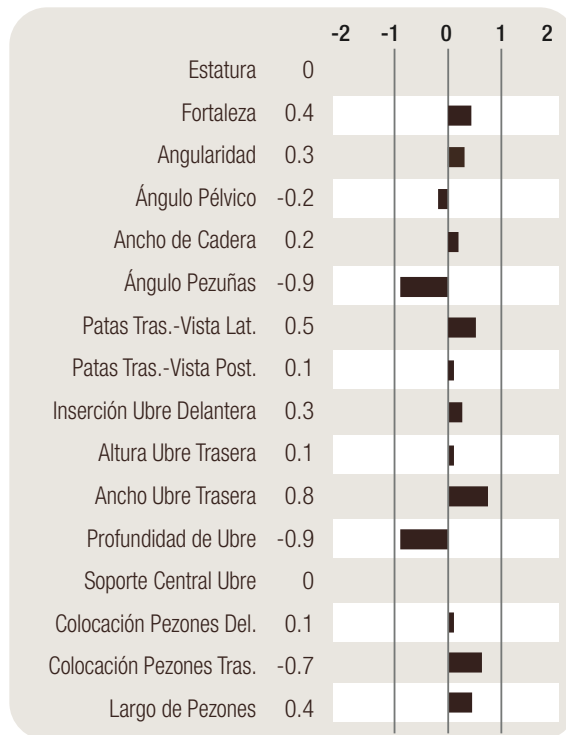 -2 -1 0 1 2
Estatura 0
Fortaleza 0.4
Angularidad 0.3
Ángulo Pélvico -0.2
Ancho de Cadera 0.2
Ángulo Pezuñas -0.9
Patas Tras.-Vista Lat. 0.5
Patas Tras.-Vista Post. 0.1
Inserción Ubre Delantera 0.3
Altura Ubre Trasera 0.1
Ancho Ubre Trasera 0.8
Profundidad de Ubre -0.9
Soporte Central Ubre 0
Colocación Pezones Del. 0.1
Colocación Pezones Tras. -0.7
Largo de Pezones 0.4